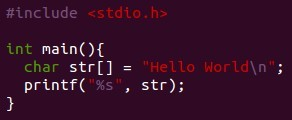 #include <stdio.h>

int main(){
  char str[] = "Hello World\n";
  printf("%s", str);
}